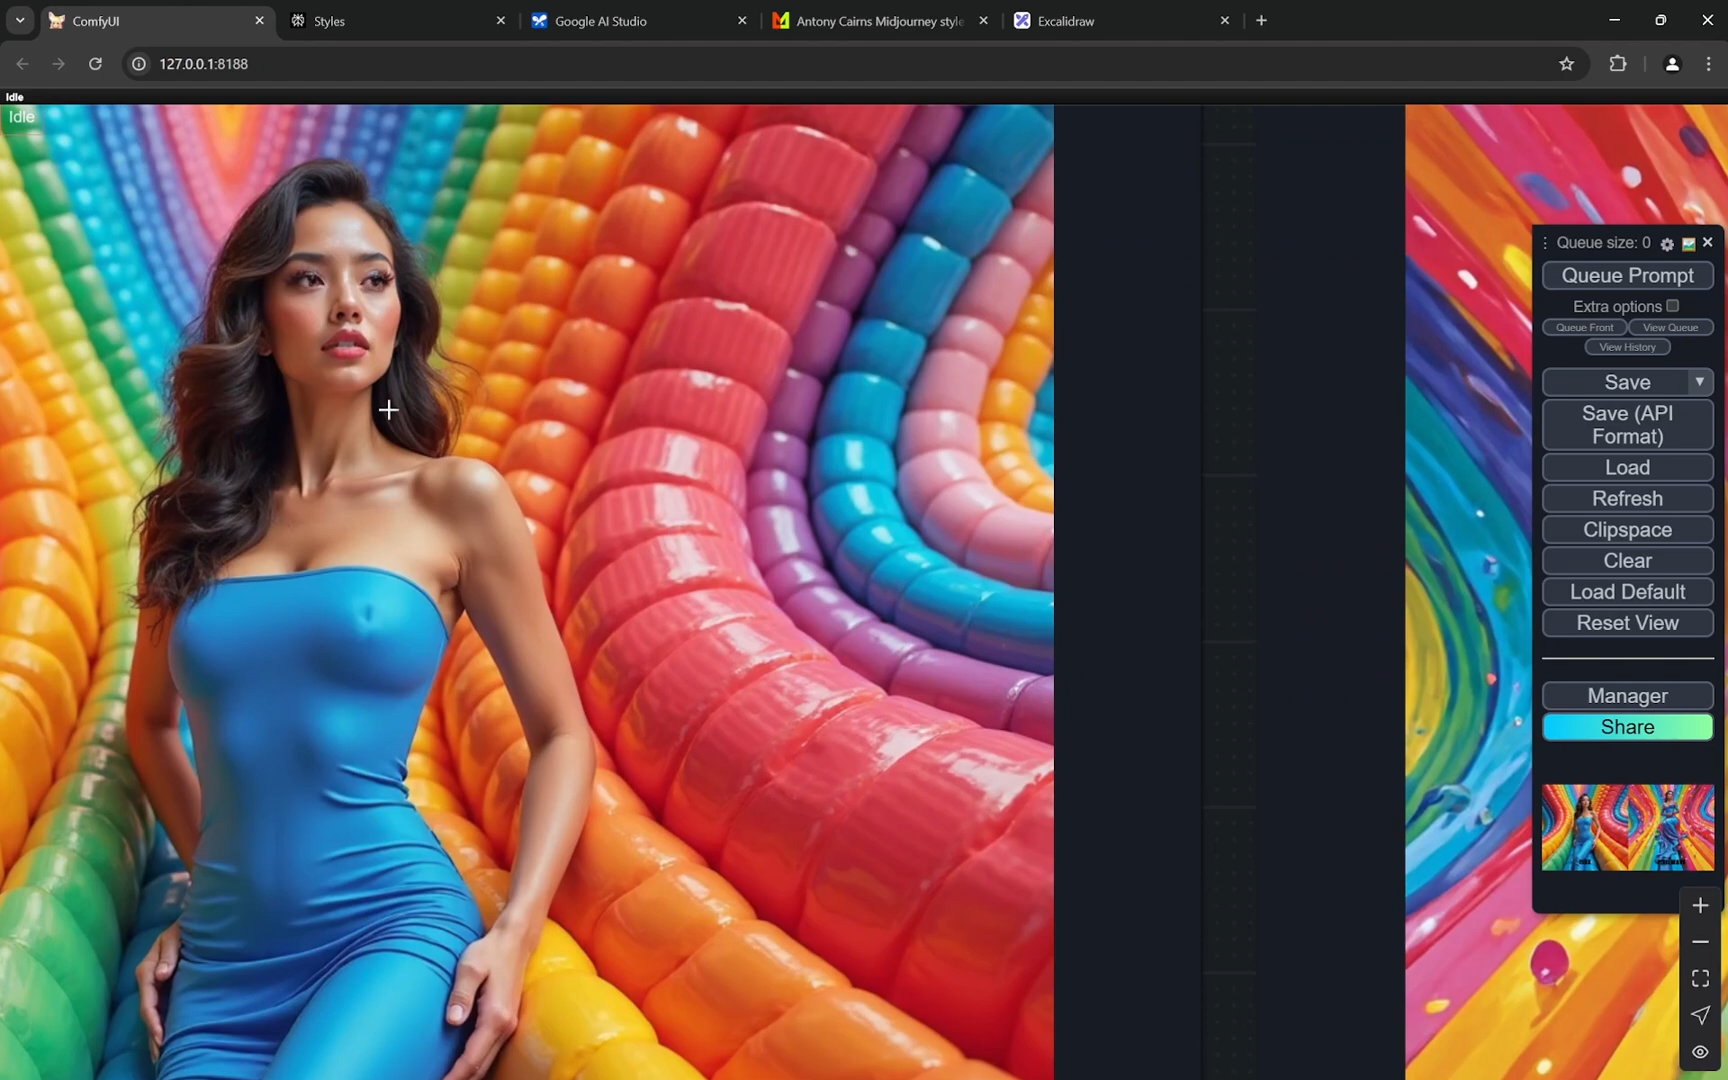 ComfyUI
Styles
Google AI Studio
Antony Cairns Midjourney style
Excalidraw
127.0.0.1:8188
Idle
Idle
Queue size: 0
Queue Prompt
Extra options
Queue Front
View Queue
View History
Save
Save (API
Format)
Load
Refresh
Clipspace
Clear
Load Default
Reset View
Manager
Share